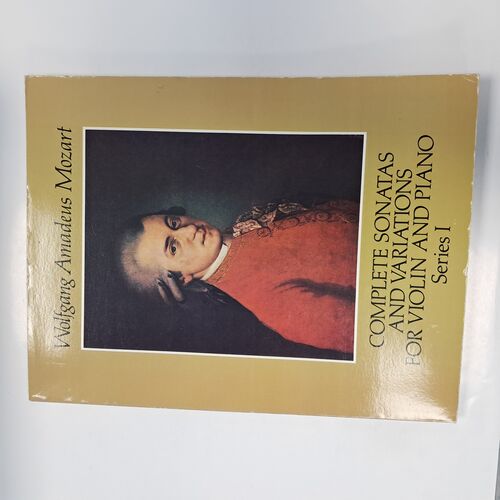 Wolfgang Amadeus Mozart
COMPLETE SONATAS
AND VARIATIONS
FOR VIOLIN AND PIANO
Series I